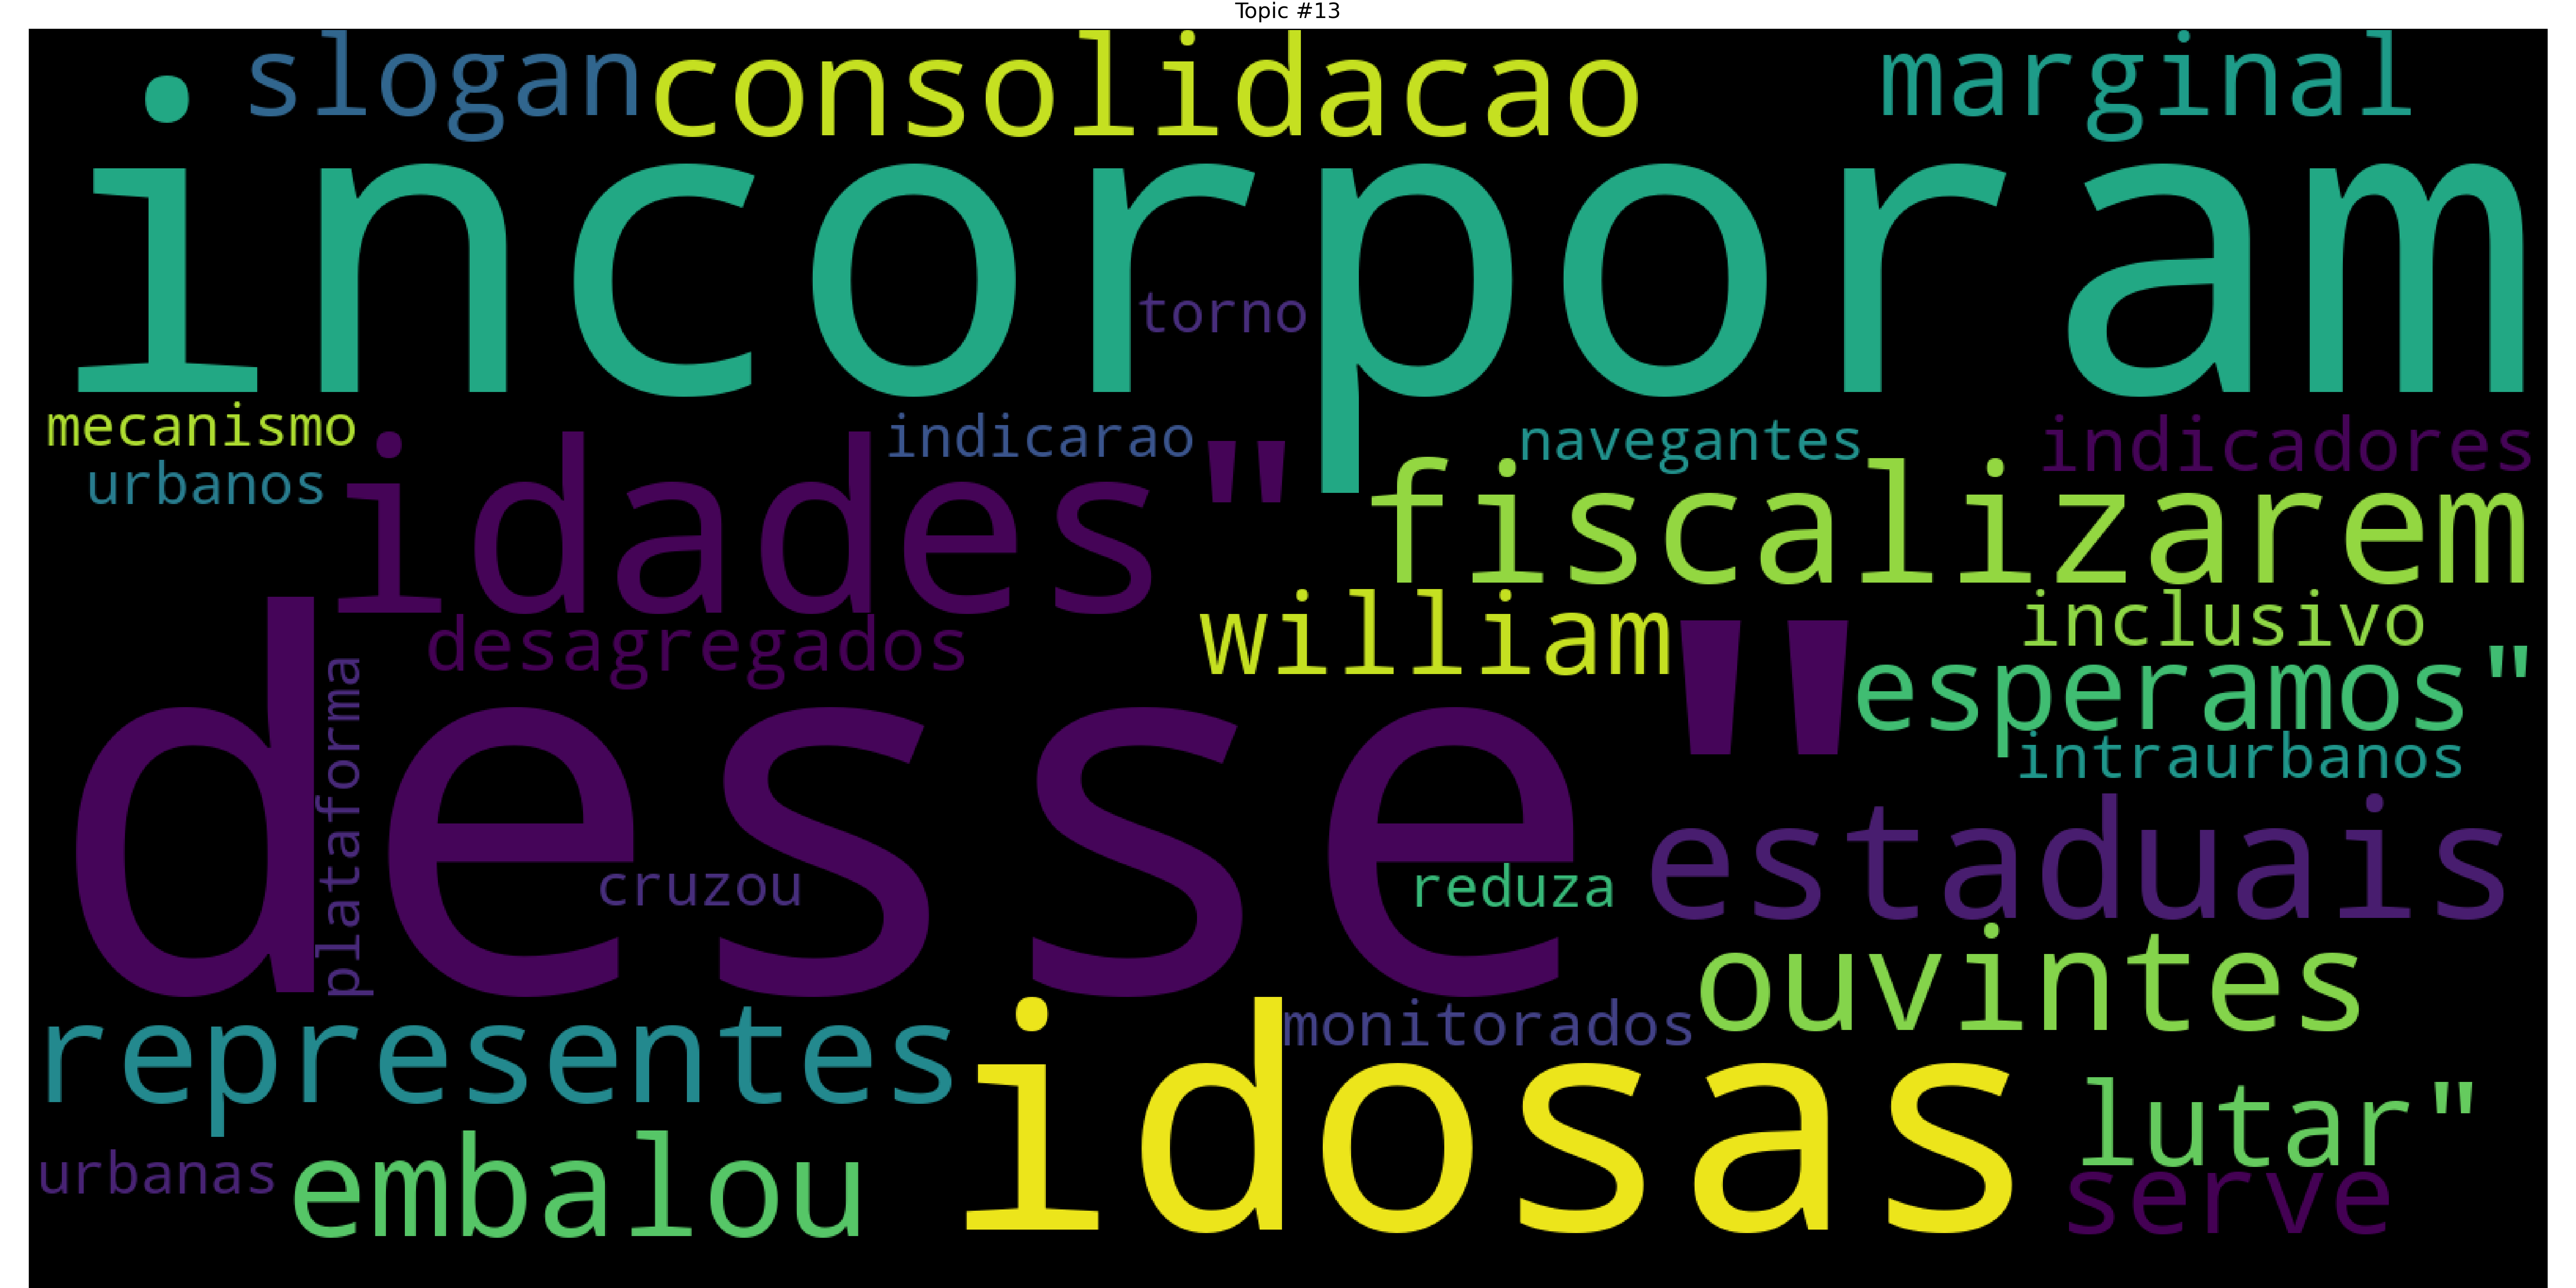 Topic #13
slogan
consolidacao
marginal
incorporam
torno
mecanismo
indicarao
navegantes
indicadores
urbanos
idades"
fiscalizarem
desagregados
william
inclusivo
esperamos"
plataforma
desse"
intraurbanos
cruzou
reduza
estaduais
ouvintes
representes
monitorados
idosas
lutar"
urbanas
embalou
serve